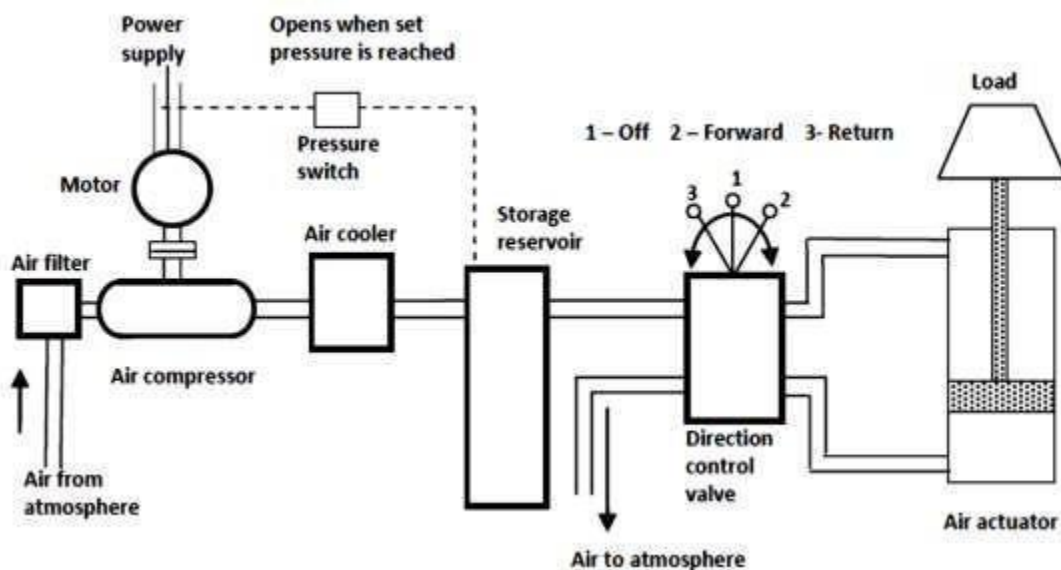 Power
supply
Opens when set
pressure is reached
Pressure
switch
Motor
Load
1 – Off 2 – Forward 3- Return
3
1
2
Storage
reservoir
Air cooler
Air filter
Air compressor
Air from
atmosphere
Direction
control
valve
Air to atmosphere
Air actuator